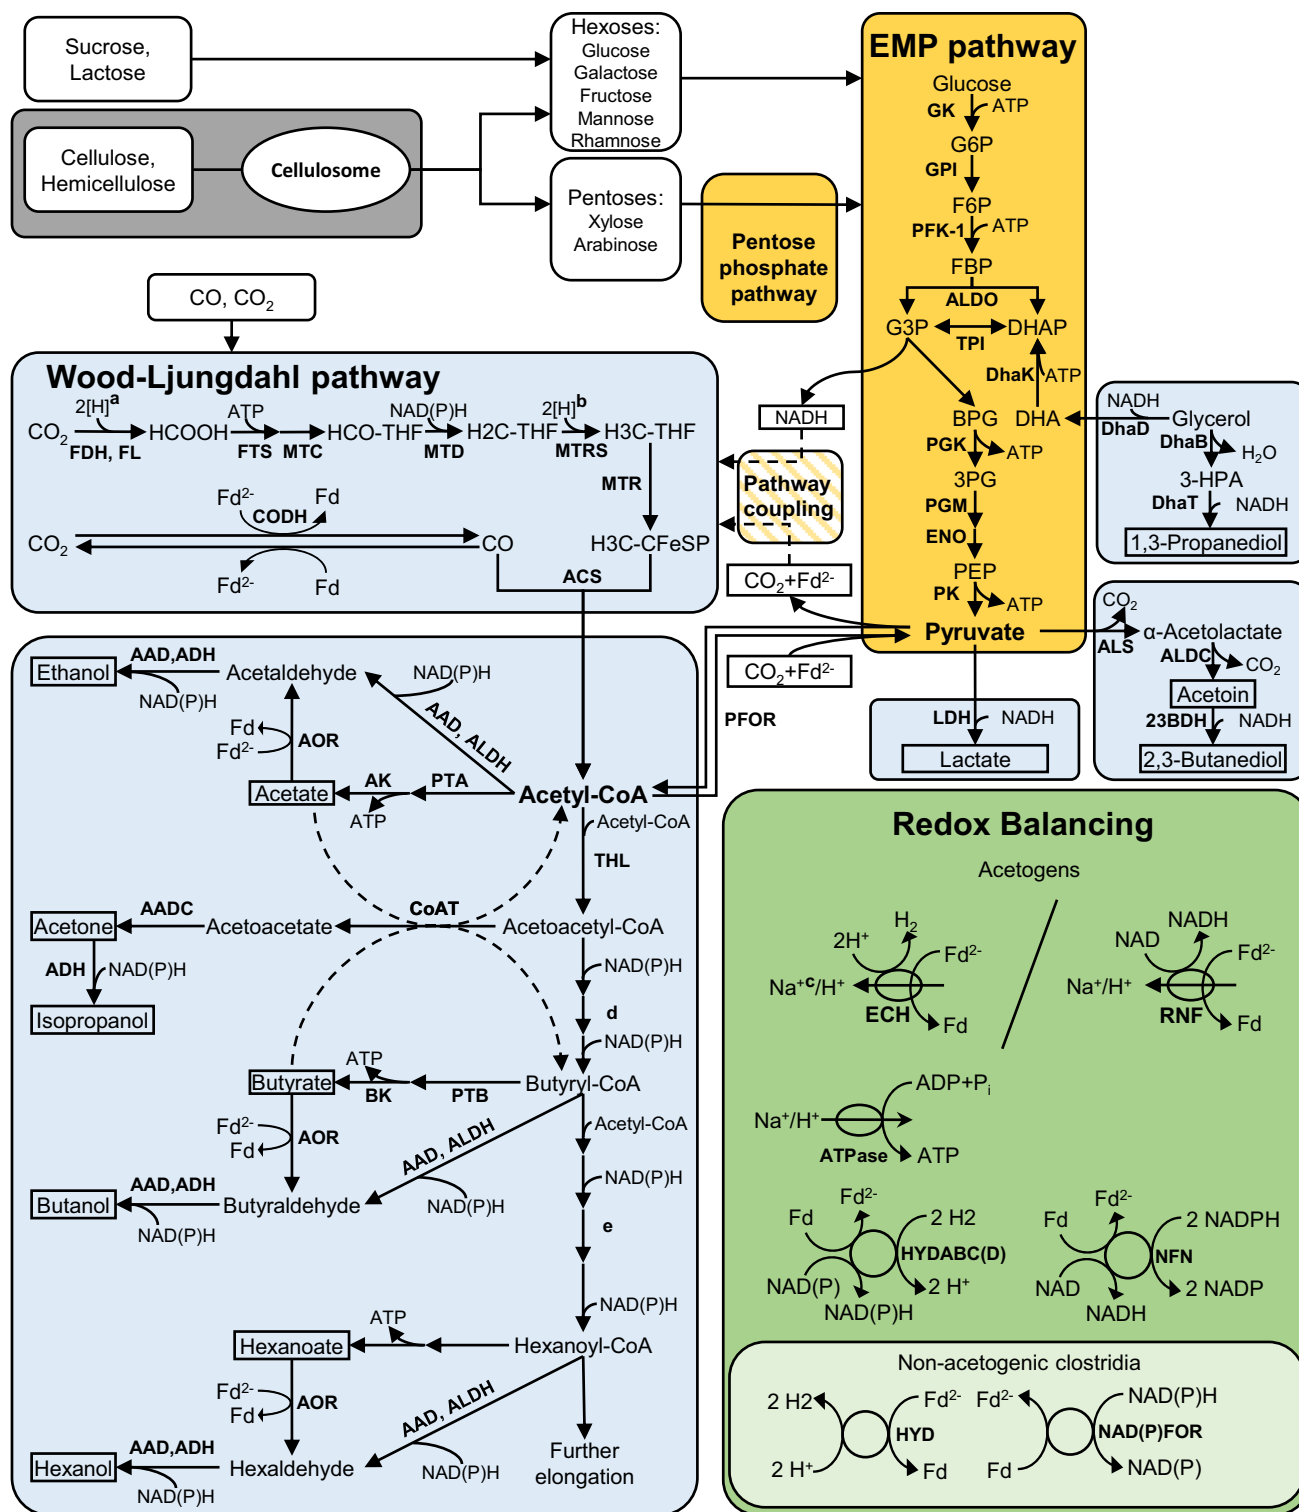 Sucrose,
Lactose
Cellulose,
Hemicellulose
Cellulosome
Hexoses:
Glucose
Galactose
Fructose
Mannose
Rhamnose
Pentoses:
Xylose
Arabinose
Pentose
phosphate
pathway
EMP pathway
Glucose
GK
ATP
G6P
GPI
F6P
PFK-1
ATP
FBP
ALDO
G3P
DHAP
TPI
DhaK
ATP
BPG
DHA
PGK
ATP
3PG
PGM
ENO
PEP
PK
ATP
Pyruvate
NADH
DhaD
Glycerol
DhaB
H₂O
3-HPA
DhaT
NADH
1,3-Propanediol
CO₂
ALS
α-Acetolactate
ALDC
CO₂
Acetoin
23BDH
NADH
2,3-Butanediol
LDH
NADH
Lactate
CO, CO₂
Wood-Ljungdahl pathway
2[H]ᵃ
ATP
NAD(P)H
2[H]ᵇ
CO₂
HCOOH
HCO-THF
H2C-THF
H3C-THF
FDH, FL
FTS
MTC
MTD
MTRS
MTR
Fd²⁻
Fd
CODH
CO₂
CO
H3C-CFeSP
Fd²⁻
Fd
ACS
NADH
Pathway
coupling
CO₂+Fd²⁻
CO₂+Fd²⁻
PFOR
Ethanol
AAD,ADH
NAD(P)H
Acetaldehyde
NAD(P)H
AAD, ALDH
Fd
Fd²⁻
AOR
Acetate
AK
ATP
PTA
Acetyl-CoA
Acetyl-CoA
THL
Acetone
AADC
Acetoacetate
CoAT
Acetoacetyl-CoA
ADH
NAD(P)H
Isopropanol
NAD(P)H
d
NAD(P)H
Butyrate
ATP
BK
PTB
Butyryl-CoA
Fd²⁻
Fd
AOR
AAD, ALDH
Acetyl-CoA
NAD(P)H
Butanol
AAD,ADH
NAD(P)H
Butyraldehyde
NAD(P)H
e
NAD(P)H
Hexanoate
ATP
Hexanoyl-CoA
Fd²⁻
Fd
AOR
AAD, ALDH
Hexanol
AAD,ADH
NAD(P)H
Hexaldehyde
NAD(P)H
Further
elongation
Redox Balancing
Acetogens
2H⁺
H₂
Fd²⁻
Na⁺ᶜ/H⁺
ECH
Fd
NAD
NADH
Fd²⁻
Na⁺/H⁺
RNF
Fd
ADP+Pᵢ
Na⁺/H⁺
ATPase
ATP
Fd
Fd²⁻
2 H2
HYDABC(D)
NAD(P)
NAD(P)H
2 H⁺
Fd
Fd²⁻
2 NADPH
NFN
NAD
NADH
2 NADP
Non-acetogenic clostridia
2 H2
Fd²⁻
HYD
2 H⁺
Fd
Fd²⁻
NAD(P)H
NAD(P)FOR
Fd
NAD(P)